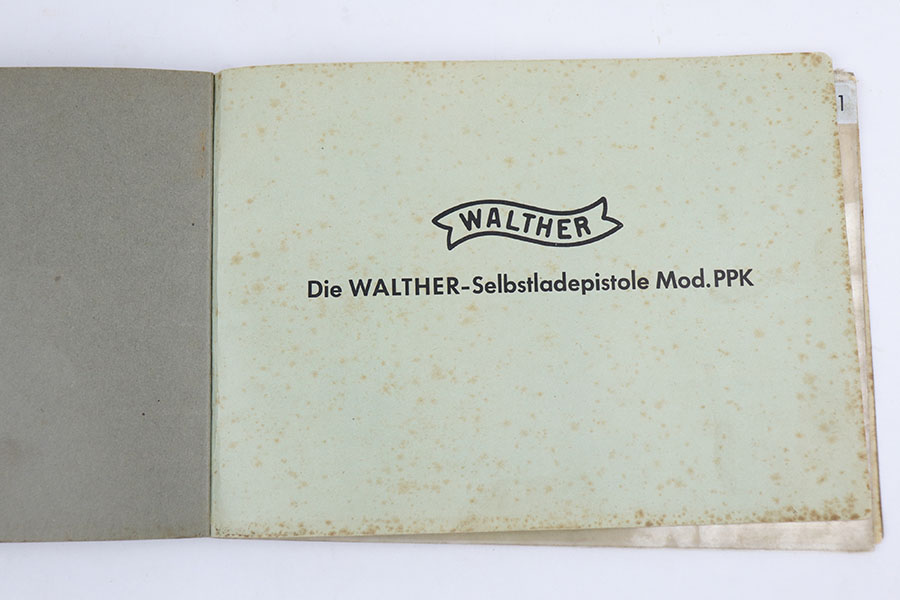 WALTHER
Die WALTHER-Selbstladepistole Mod.PPK
1